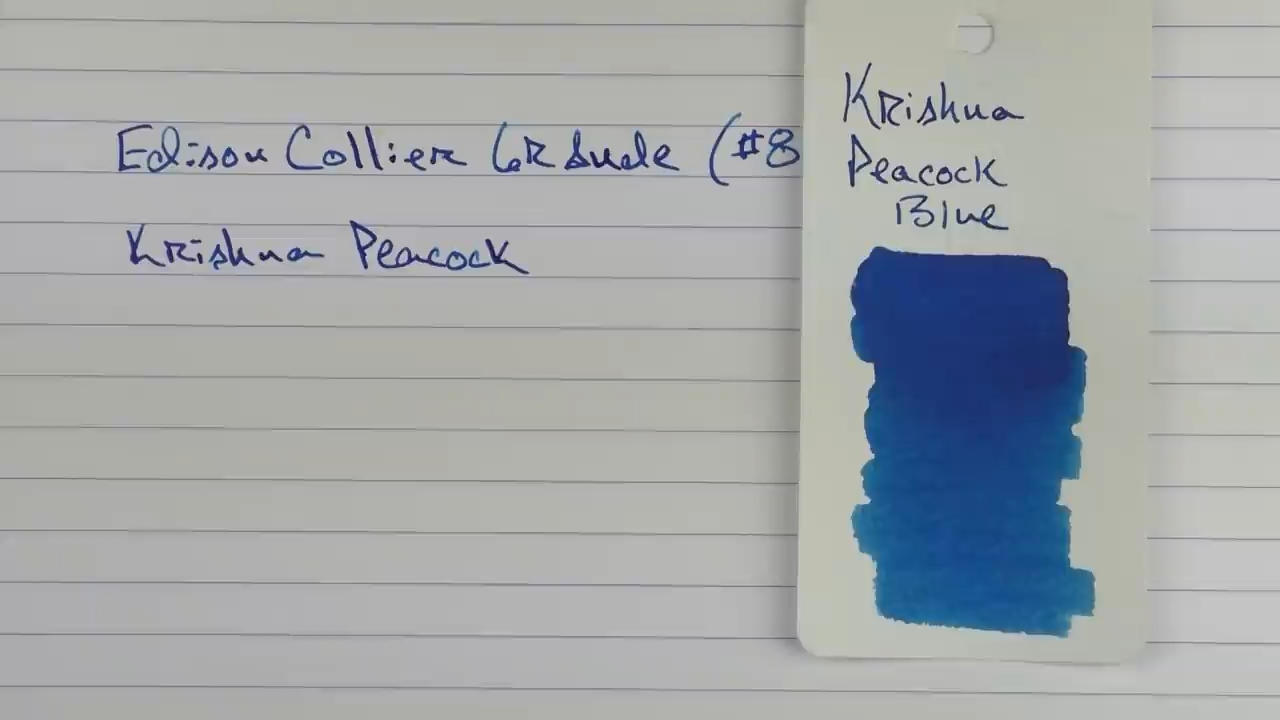 Edison Collier Grande (#8
Krishna Peacock
Krishna
Peacock
Blue